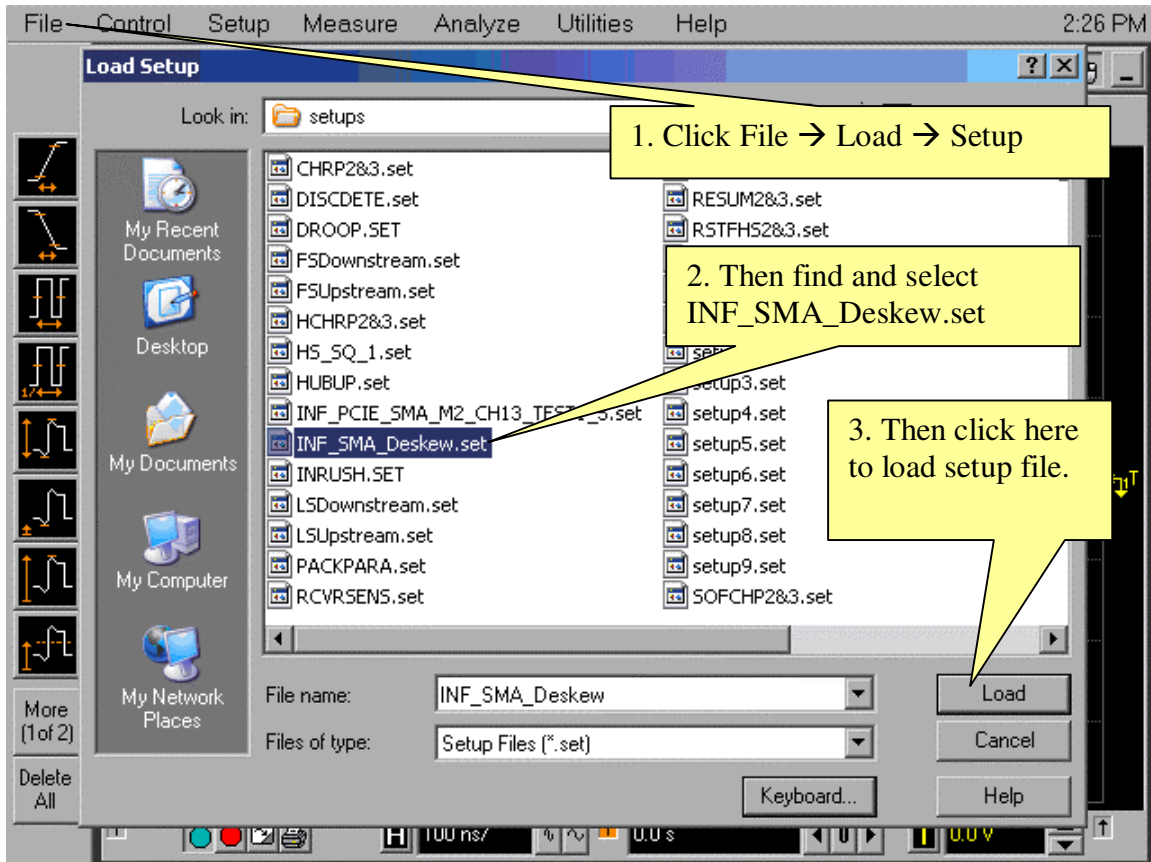 File Control Setup Measure Analyze Utilities Help 2:26 PM
Load Setup
Look in: setups
1. Click File → Load → Setup
My Recent
Documents
Desktop
My Documents
My Computer
My Network
Places
CHRP2&3.set
DISCDETE.set
DROOP.SET
FSDownstream.set
FSUpstream.set
HCHRP2&3.set
HS_SQ_1.set
HUBUP.set
INF_PCIE_SMA_M2_CH13_
INF_SMA_Deskew.set
INRUSH.SET
LSDownstream.set
LSUpstream.set
PACKPARA.set
RCVRSENS.set
RESUM2&3.set
RSTFHS2&3.set
2. Then find and select
INF_SMA_Deskew.set
setup3.set
setup4.set
setup5.set
setup6.set
setup7.set
setup8.set
setup9.set
SOFCHP2&3.set
3. Then click here
to load setup file.
1/
T
More
(1of 2)
Delete
All
File name: INF_SMA_Deskew Load
Files of type: Setup Files (*.set) Cancel
Keyboard... Help
H 100 ns/ 0.0 s 0 T 0.0 V